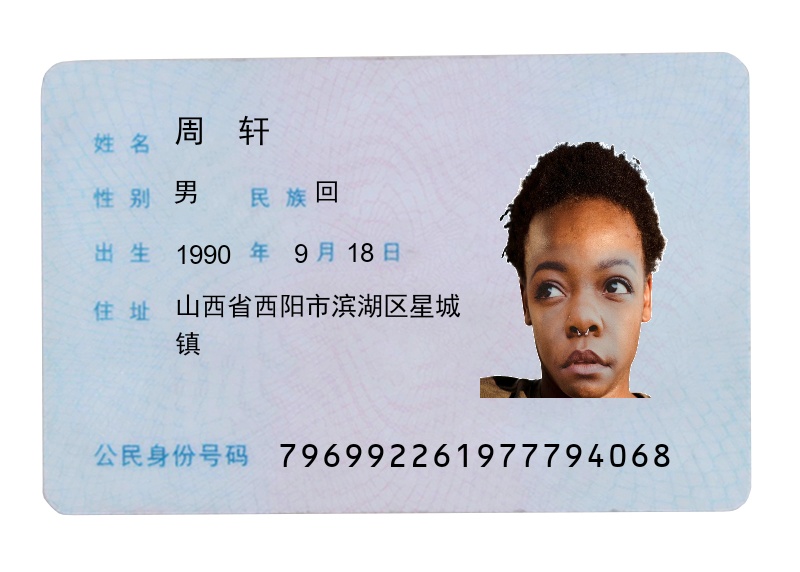 姓名 周 轩
性别 男 民族 回
出生 1990 年 9 月 18 日
住址 山西省西阳市滨湖区星城
镇
公民身份号码 796992261977794068